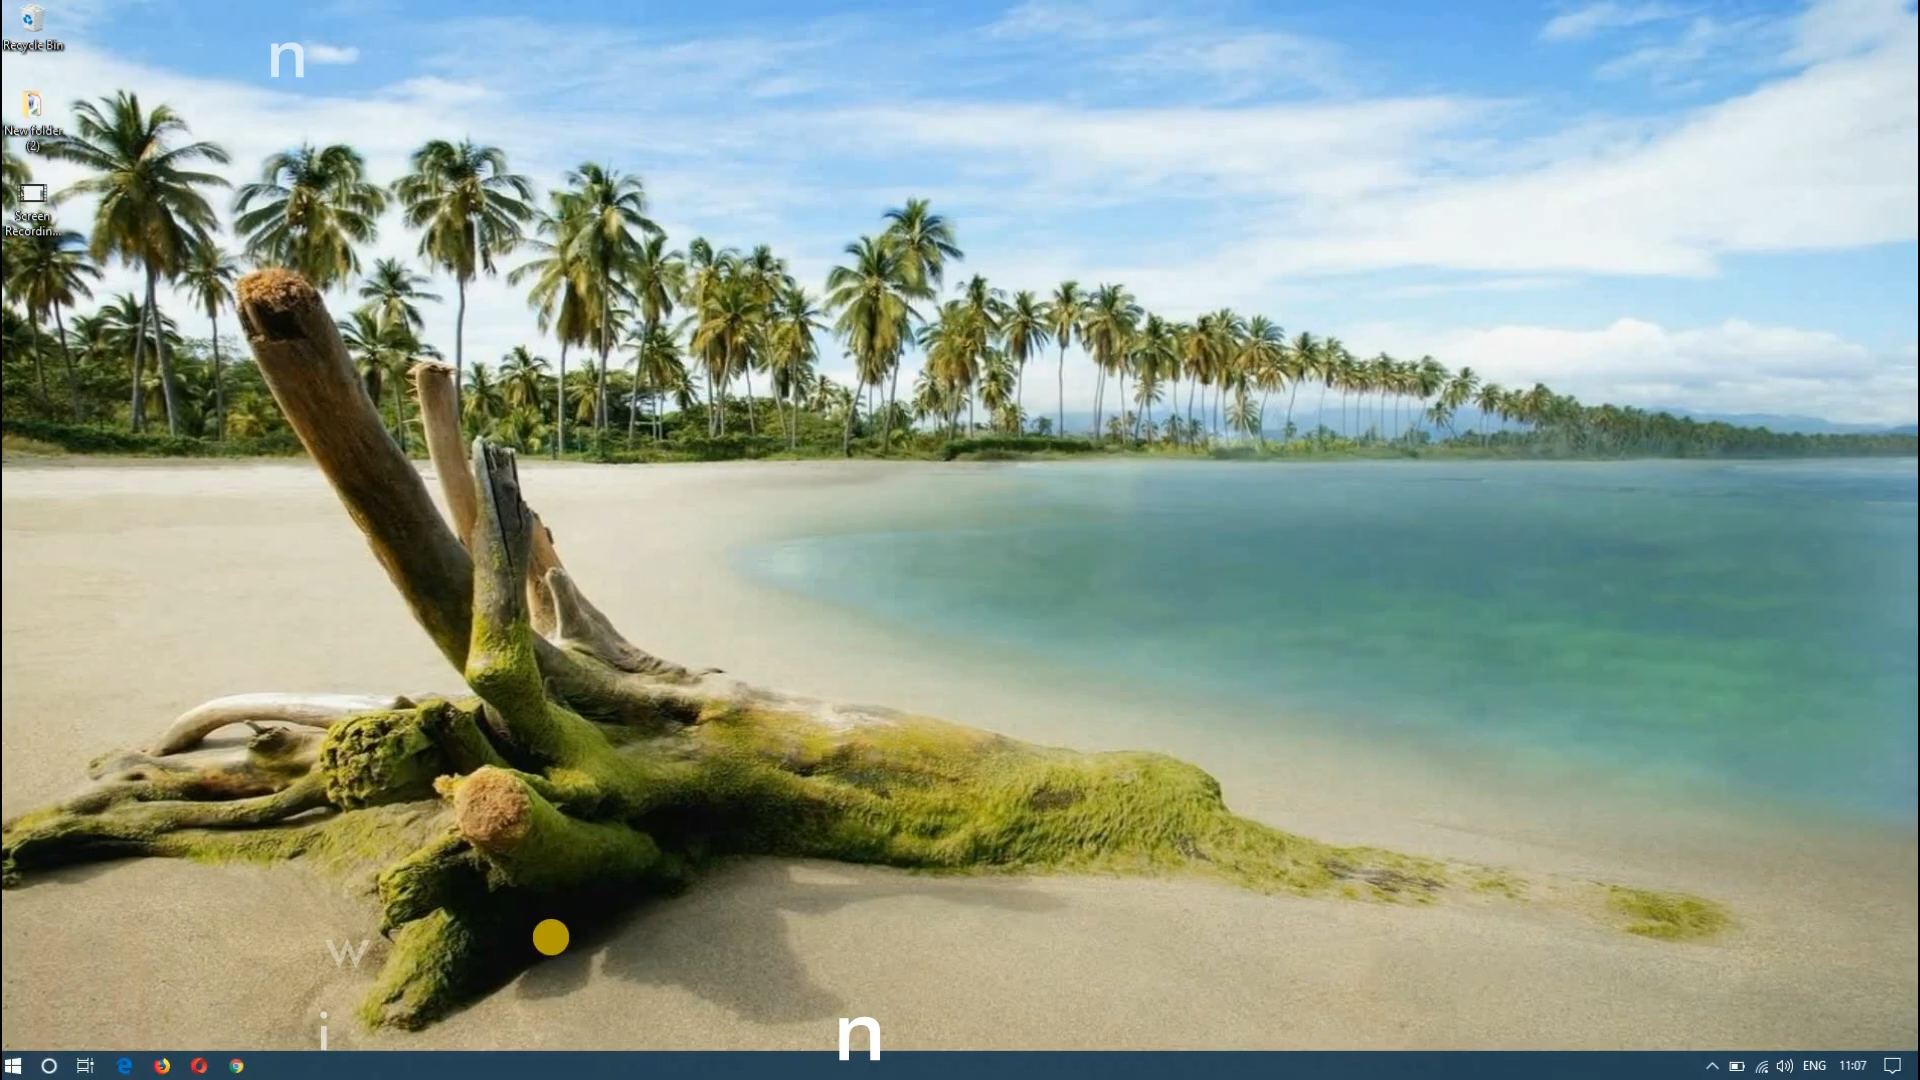 Recycle Bin
n
New folder
(2)
Screen
Recordin...
w
i
n
ENG 11:07